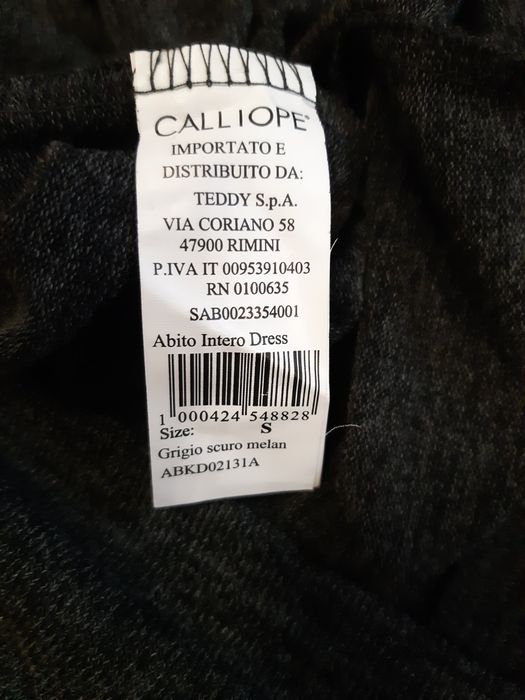 CALLIOPE®
IMPORTATO E
DISTRIBUITO DA:
TEDDY S.p.A.
VIA CORIANO 58
47900 RIMINI
P.IVA IT 00953910403
RN 0100635
SAB0023354001
Abito Intero Dress
1 000424 548828
Size: S
Grigio scuro melan
ABKD02131A